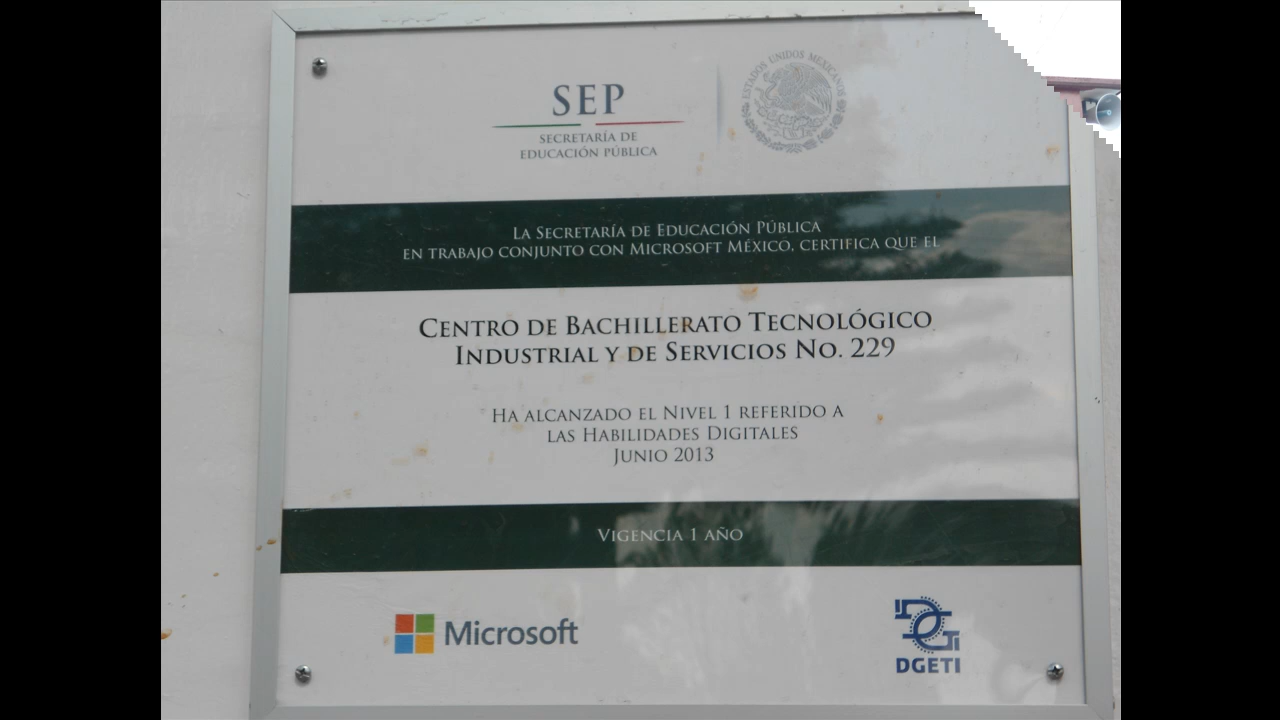 SEP
SECRETARÍA DE
EDUCACIÓN PÚBLICA
ESTADOS UNIDOS MEXICANOS
LA SECRETARÍA DE EDUCACIÓN PÚBLICA
EN TRABAJO CONJUNTO CON MICROSOFT MÉXICO, CERTIFICA QUE EL
CENTRO DE BACHILLERATO TECNOLÓGICO
INDUSTRIAL Y DE SERVICIOS NO. 229
HA ALCANZADO EL NIVEL 1 REFERIDO A
LAS HABILIDADES DIGITALES
JUNIO 2013
VIGENCIA 1 AÑO
Microsoft
DGETI